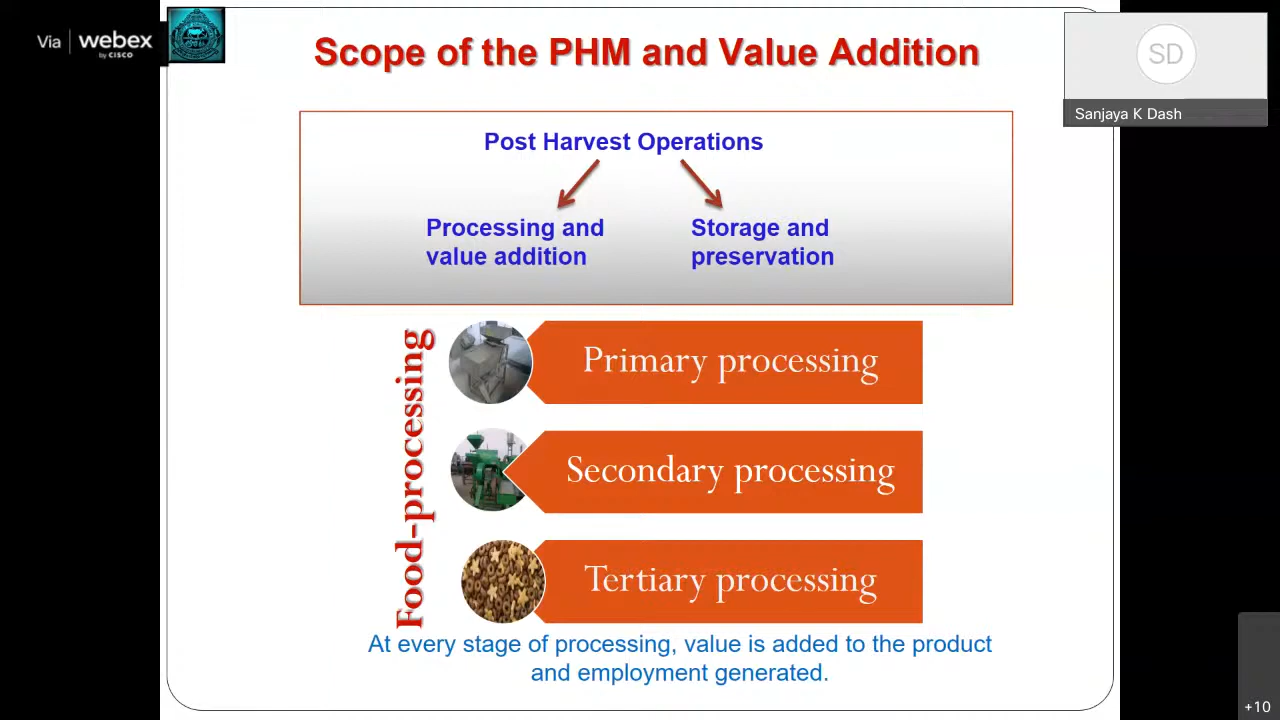 Via webex
by CISCO
Scope of the PHM and Value Addition
SD
Sanjaya K Dash
Post Harvest Operations
Processing and
value addition
Storage and
preservation
Food-processing
Primary processing
Secondary processing
Tertiary processing
At every stage of processing, value is added to the product
and employment generated.
+10